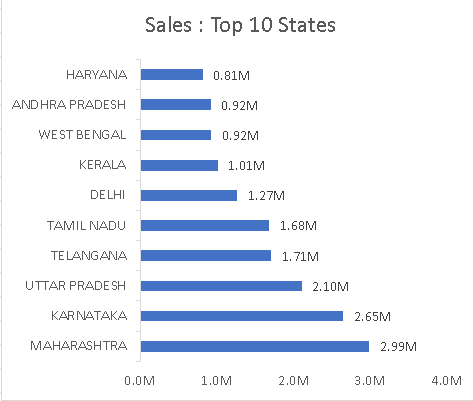 Sales : Top 10 States
HARYANA 0.81M
ANDHRA PRADESH 0.92M
WEST BENGAL 0.92M
KERALA 1.01M
DELHI 1.27M
TAMIL NADU 1.68M
TELANGANA 1.71M
UTTAR PRADESH 2.10M
KARNATAKA 2.65M
MAHARASHTRA 2.99M
0.0M 1.0M 2.0M 3.0M 4.0M